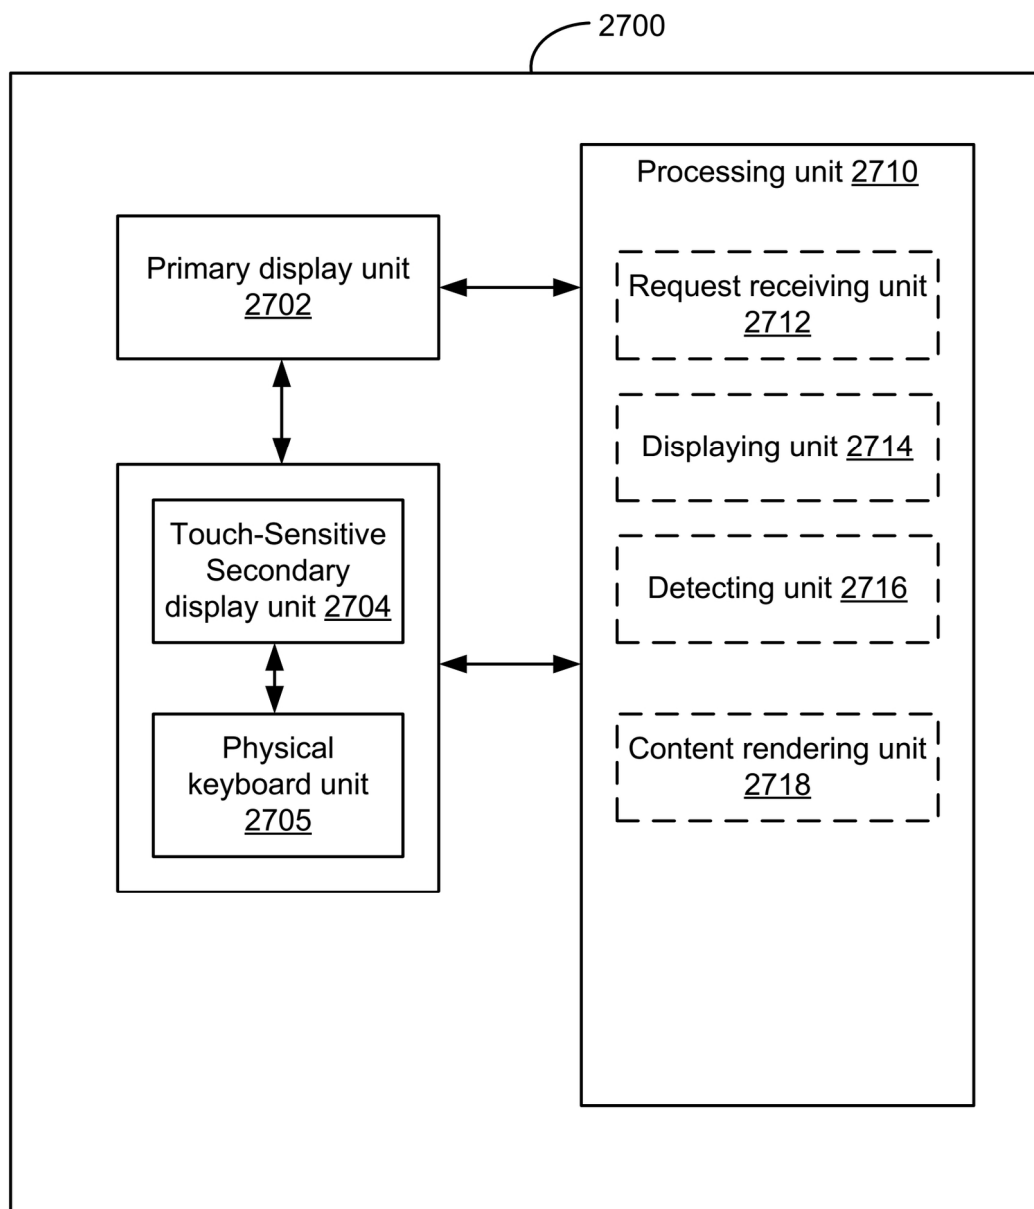 2700
Processing unit 2710
Primary display unit
2702
Request receiving unit
2712
Displaying unit 2714
Touch-Sensitive
Secondary
display unit 2704
Detecting unit 2716
Physical
keyboard unit
2705
Content rendering unit
2718